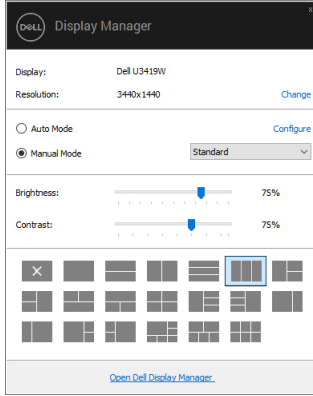 DELL Display Manager
Display: Dell U3419W
Resolution: 3440x1440 Change
Auto Mode Configure
Manual Mode Standard
Brightness: 75%
Contrast: 75%
Open Dell Display Manager